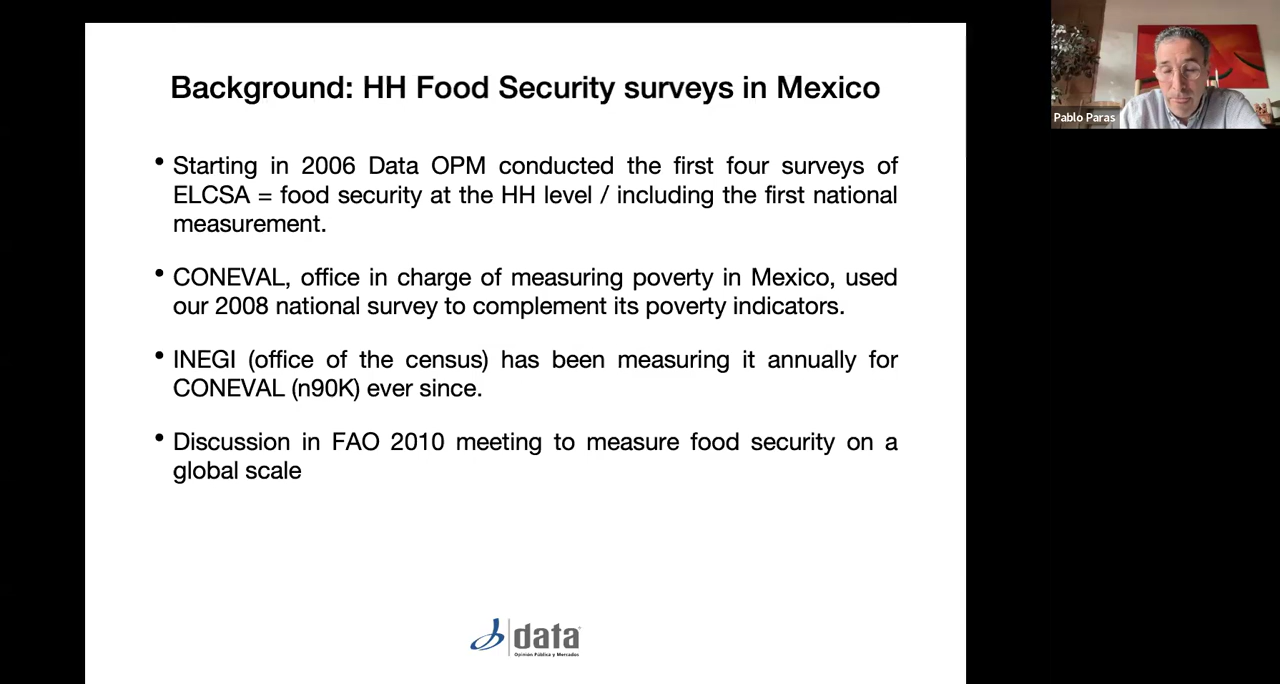 Background: HH Food Security surveys in Mexico
• Starting in 2006 Data OPM conducted the first four surveys of
ELCSA = food security at the HH level / including the first national
measurement.
• CONEVAL, office in charge of measuring poverty in Mexico, used
our 2008 national survey to complement its poverty indicators.
• INEGI (office of the census) has been measuring it annually for
CONEVAL (n90K) ever since.
• Discussion in FAO 2010 meeting to measure food security on a
global scale
data
Opinión Pública y Mercados
Pablo Paras